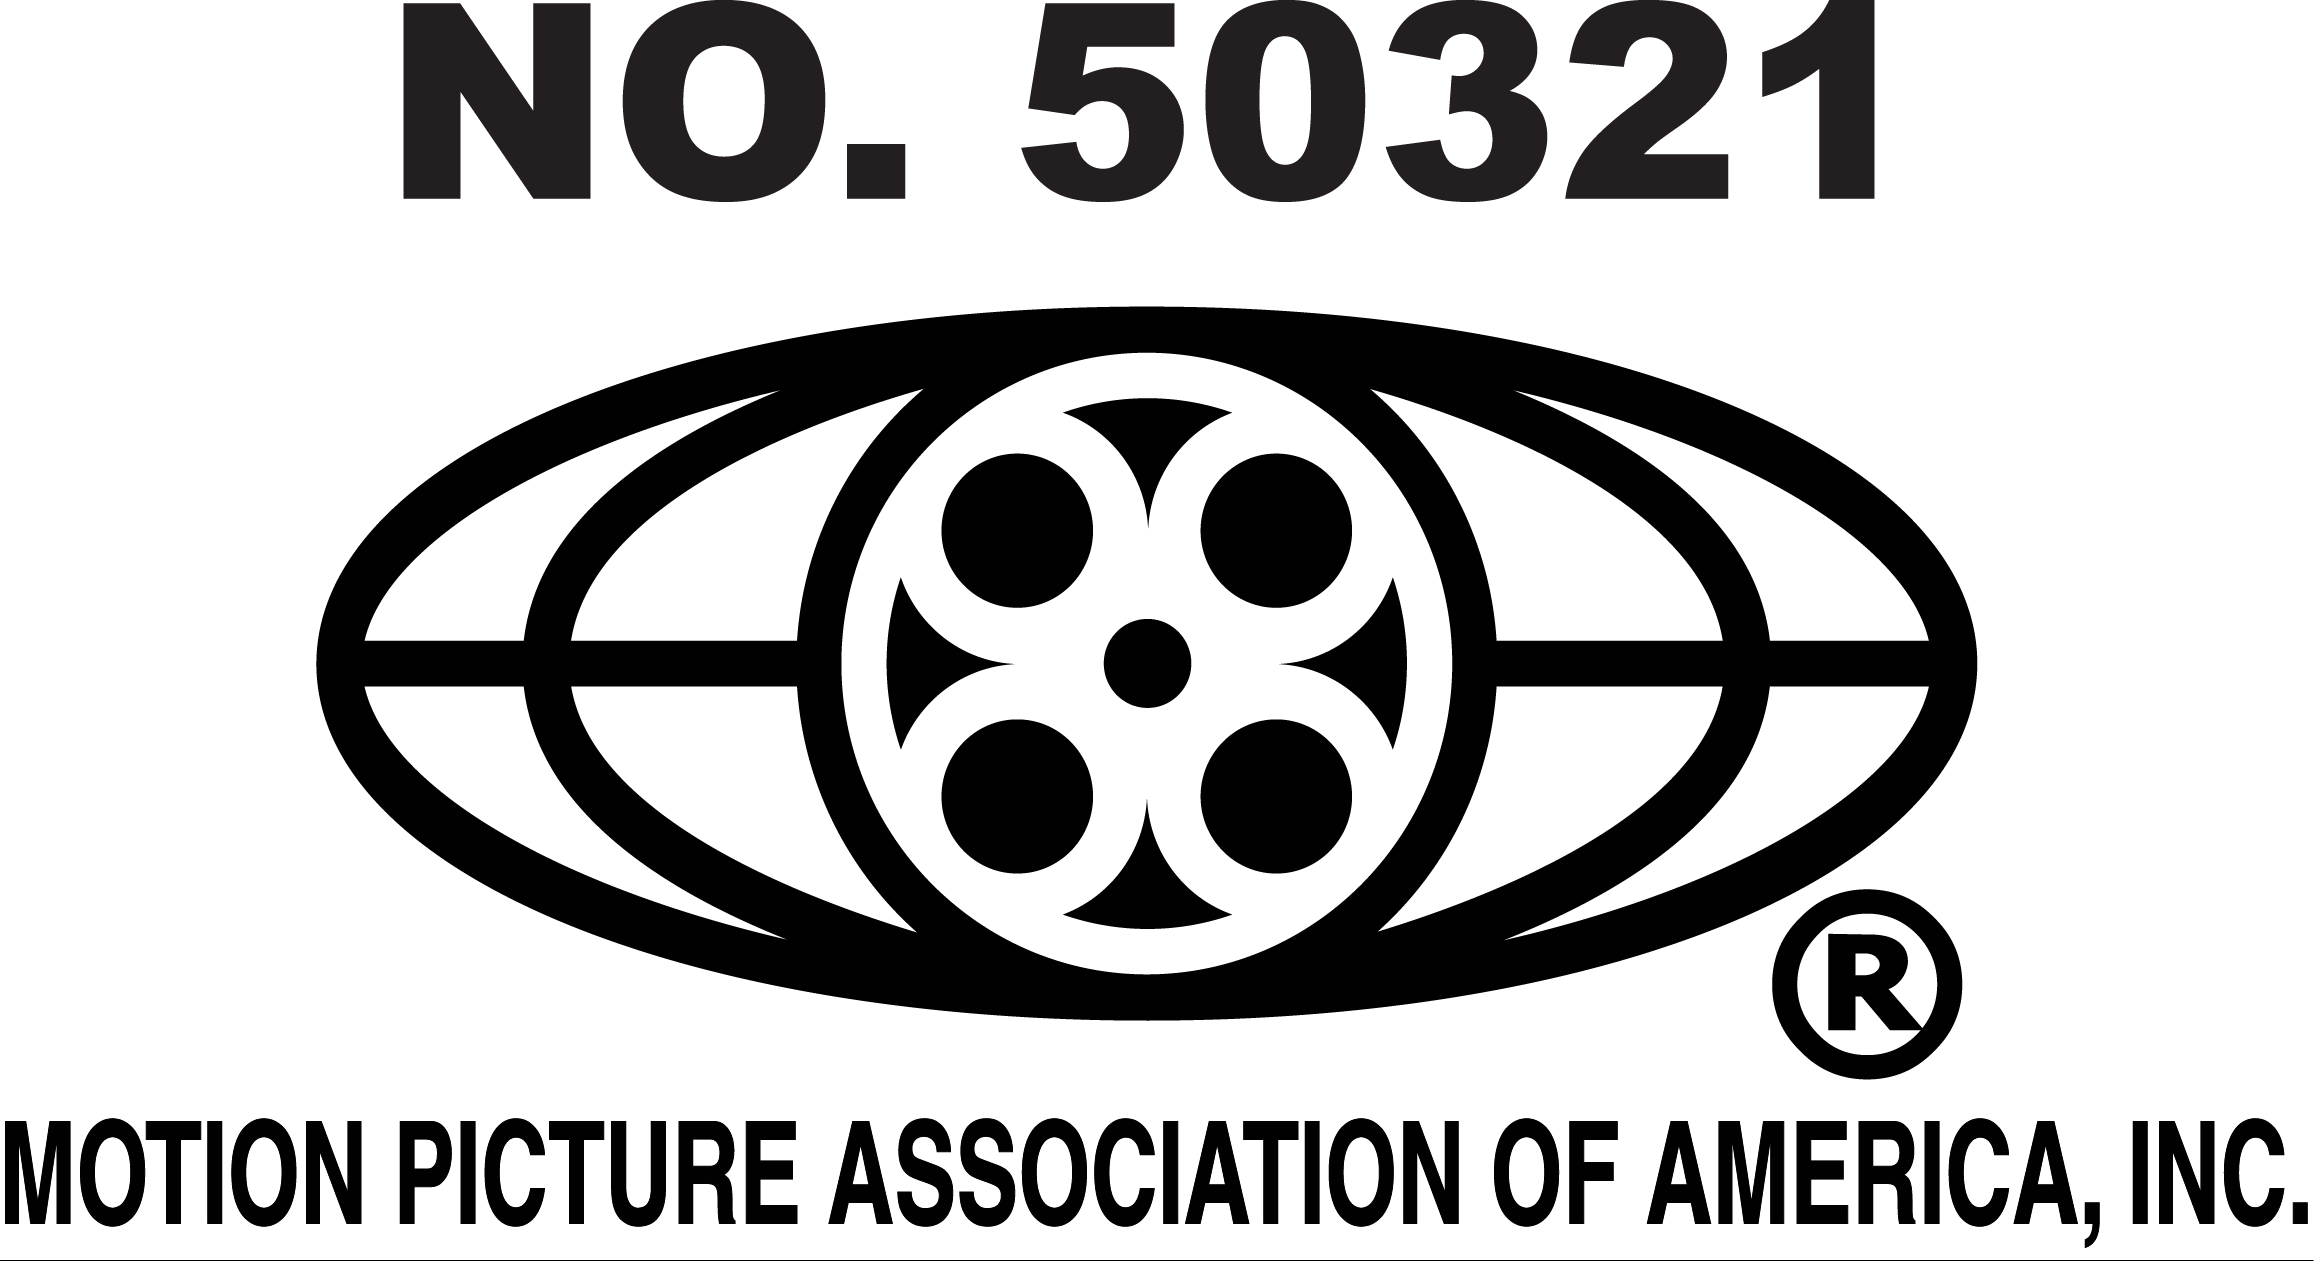 NO. 50321
®
MOTION PICTURE ASSOCIATION OF AMERICA, INC.